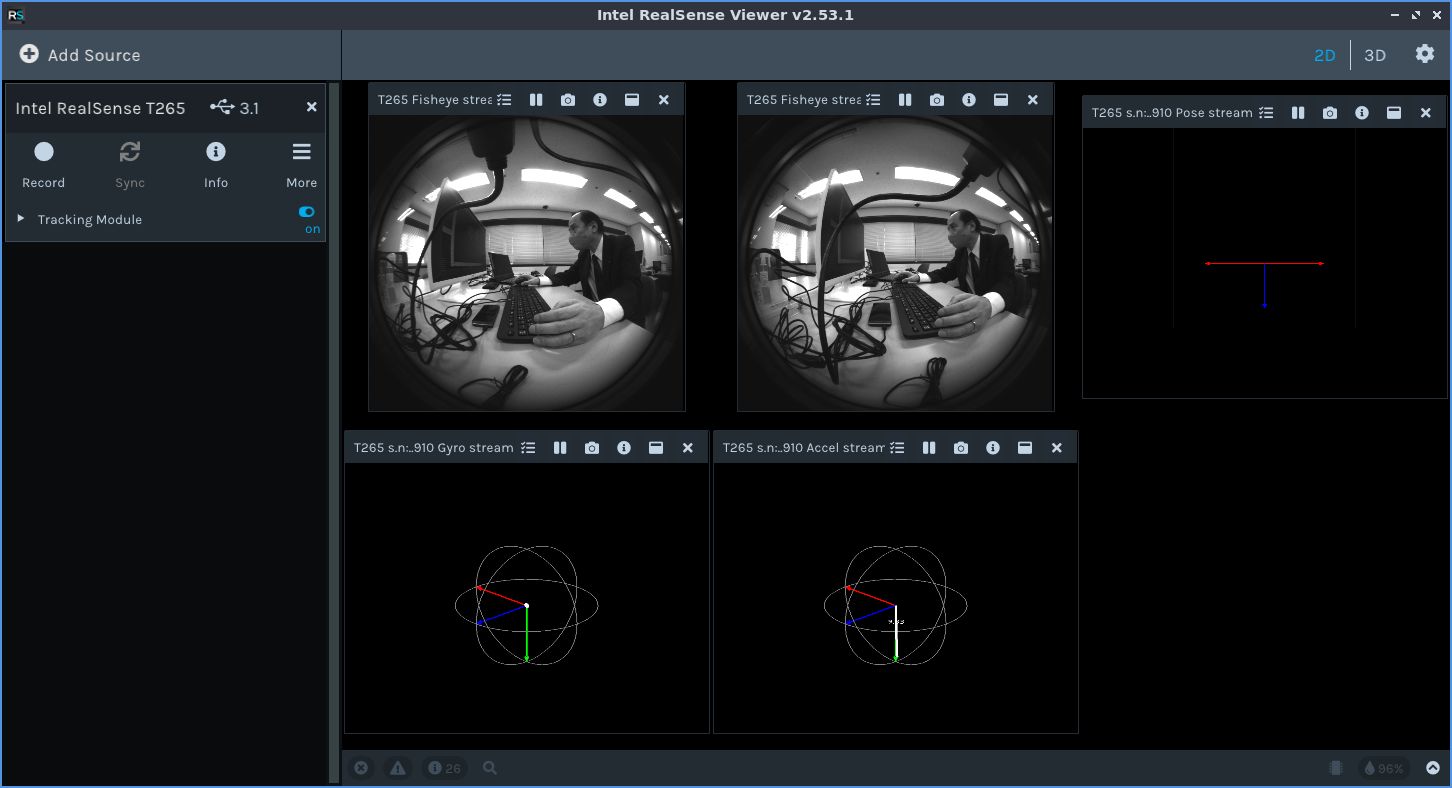 RS
Intel RealSense Viewer v2.53.1
Add Source
2D
3D
Intel RealSense T265
3.1
Record
Sync
Info
More
Tracking Module
on
T265 Fisheye strea
T265 Fisheye strea
T265 s.n:..910 Pose stream
T265 s.n:..910 Gyro stream
T265 s.n:..910 Accel stream
26
96%